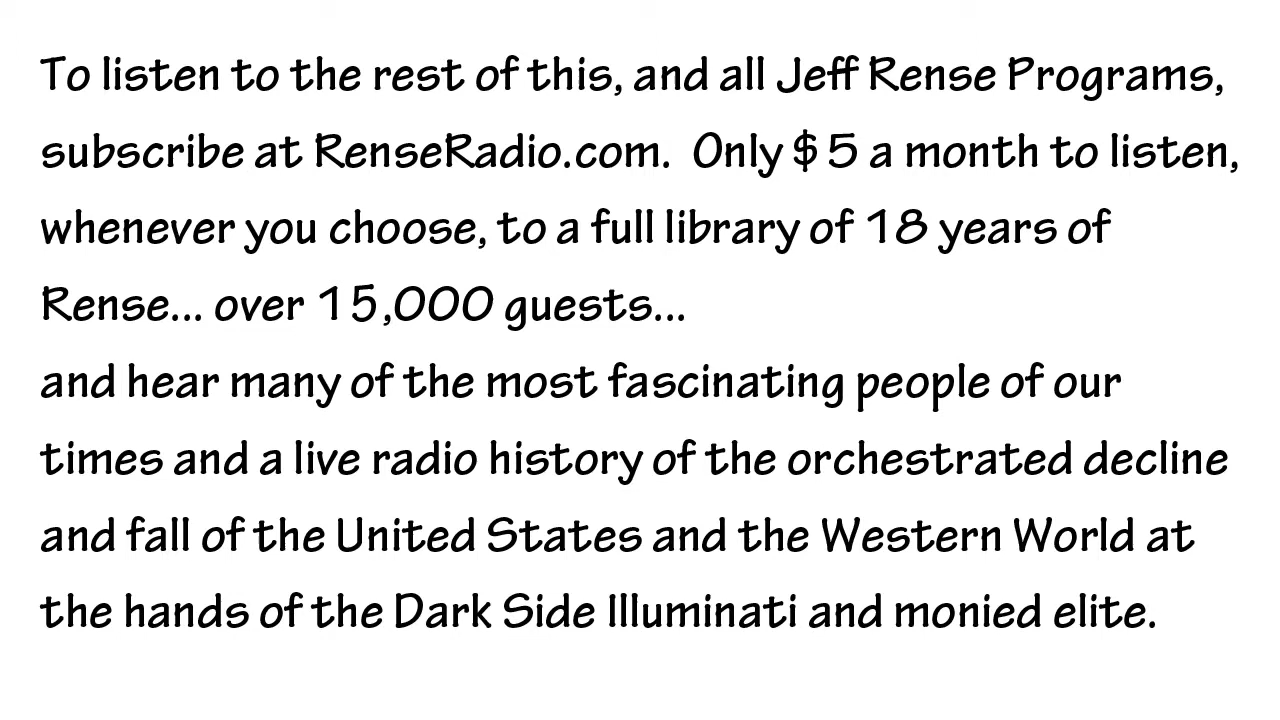 To listen to the rest of this, and all Jeff Rense Programs,
subscribe at RenseRadio.com.  Only $5 a month to listen,
whenever you choose, to a full library of 18 years of
Rense... over 15,000 guests...
and hear many of the most fascinating people of our
times and a live radio history of the orchestrated decline
and fall of the United States and the Western World at
the hands of the Dark Side Illuminati and monied elite.